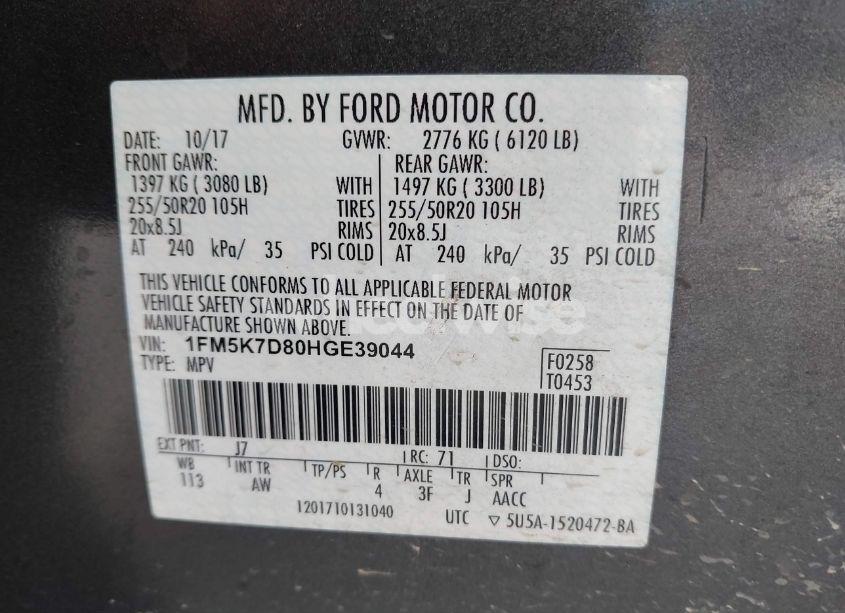 MFD. BY FORD MOTOR CO.
DATE: 10/17 GVWR: 2776 KG ( 6120 LB)
FRONT GAWR: REAR GAWR:
1397 KG ( 3080 LB) WITH 1497 KG ( 3300 LB) WITH
255/50R20 105H TIRES 255/50R20 105H TIRES
20x8.5J RIMS 20x8.5J RIMS
AT 240 kPa/ 35 PSI COLD AT 240 kPa/ 35 PSI COLD
THIS VEHICLE CONFORMS TO ALL APPLICABLE FEDERAL MOTOR
VEHICLE SAFETY STANDARDS IN EFFECT ON THE DATE OF
MANUFACTURE SHOWN ABOVE.
VIN: 1FM5K7D80HGE39044
TYPE: MPV
F0258
T0453
EXT PNT: J7 RC: 71 DSO:
WB INT TR TP/PS R AXLE TR SPR
113 AW 4 3F J AACC
1201710131040 UTC ▽ 5U5A-1520472-BA